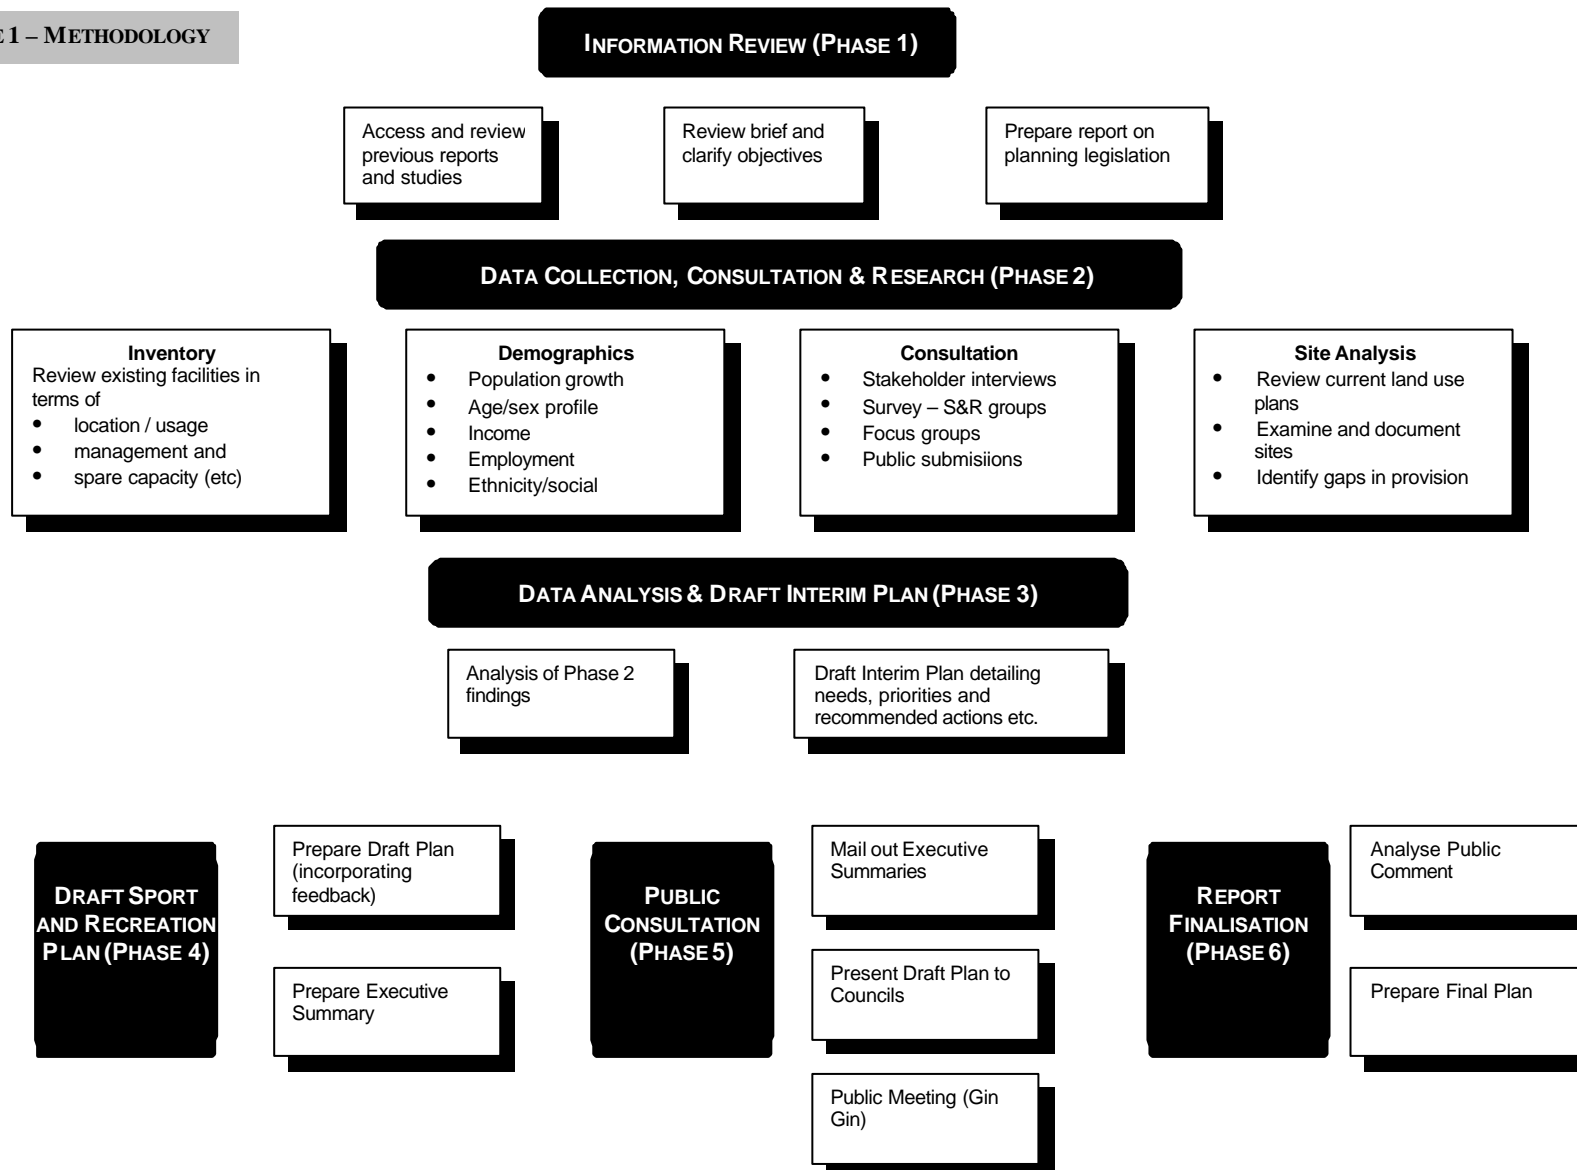 E 1 – METHODOLOGY
INFORMATION REVIEW (PHASE 1)
Access and review
previous reports
and studies
Review brief and
clarify objectives
Prepare report on
planning legislation
DATA COLLECTION, CONSULTATION & RESEARCH (PHASE 2)
Inventory
Review existing facilities in
terms of
• location / usage
• management and
• spare capacity (etc)
Demographics
• Population growth
• Age/sex profile
• Income
• Employment
• Ethnicity/social
Consultation
• Stakeholder interviews
• Survey – S&R groups
• Focus groups
• Public submisiions
Site Analysis
• Review current land use
plans
• Examine and document
sites
• Identify gaps in provision
DATA ANALYSIS & DRAFT INTERIM PLAN (PHASE 3)
Analysis of Phase 2
findings
Draft Interim Plan detailing
needs, priorities and
recommended actions etc.
DRAFT SPORT
AND RECREATION
PLAN (PHASE 4)
Prepare Draft Plan
(incorporating
feedback)
Prepare Executive
Summary
PUBLIC
CONSULTATION
(PHASE 5)
Mail out Executive
Summaries
Present Draft Plan to
Councils
Public Meeting (Gin
Gin)
REPORT
FINALISATION
(PHASE 6)
Analyse Public
Comment
Prepare Final Plan